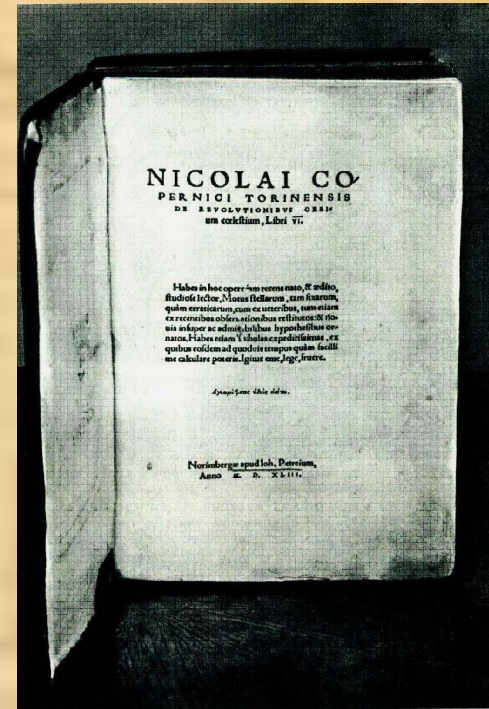 NICOLAI CO
PERNICI TORINENSIS
DE REVOLVTIONIBVS ORBI-
um cœlestium, Libri VI.
Habes in hoc opere iam recens nato, & ædito,
studiose lector, Motus stellarum, tam fixarum,
quàm erraticarum, cum ex ueteribus, tum etiam
ex recentibus obseruationibus restitutos: & no-
uis insuper ac admirabilibus hypothesibus or-
natos. Habes etiam Tabulas expeditissimas, ex
quibus eosdem ad quoduis tempus quàm facilli
me calculare poteris. Igitur eme, lege, fruere.
Norimbergæ apud Ioh. Petreium,
Anno M. D. XLIII.